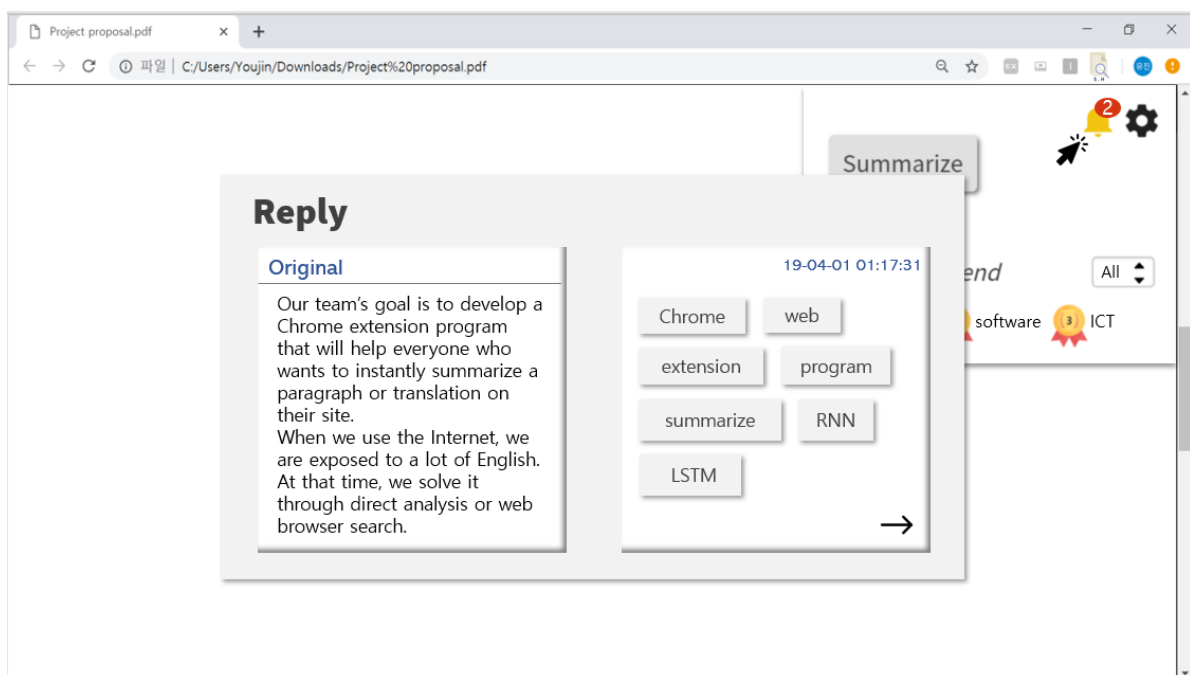 Project proposal.pdf
파일 | C:/Users/Youjin/Downloads/Project%20proposal.pdf
유진
2
Summarize
Reply
Original
Our team's goal is to develop a
Chrome extension program
that will help everyone who
wants to instantly summarize a
paragraph or translation on
their site.
When we use the Internet, we
are exposed to a lot of English.
At that time, we solve it
through direct analysis or web
browser search.
19-04-01 01:17:31
Chrome web
extension program
summarize RNN
LSTM
end All
software 3 ICT